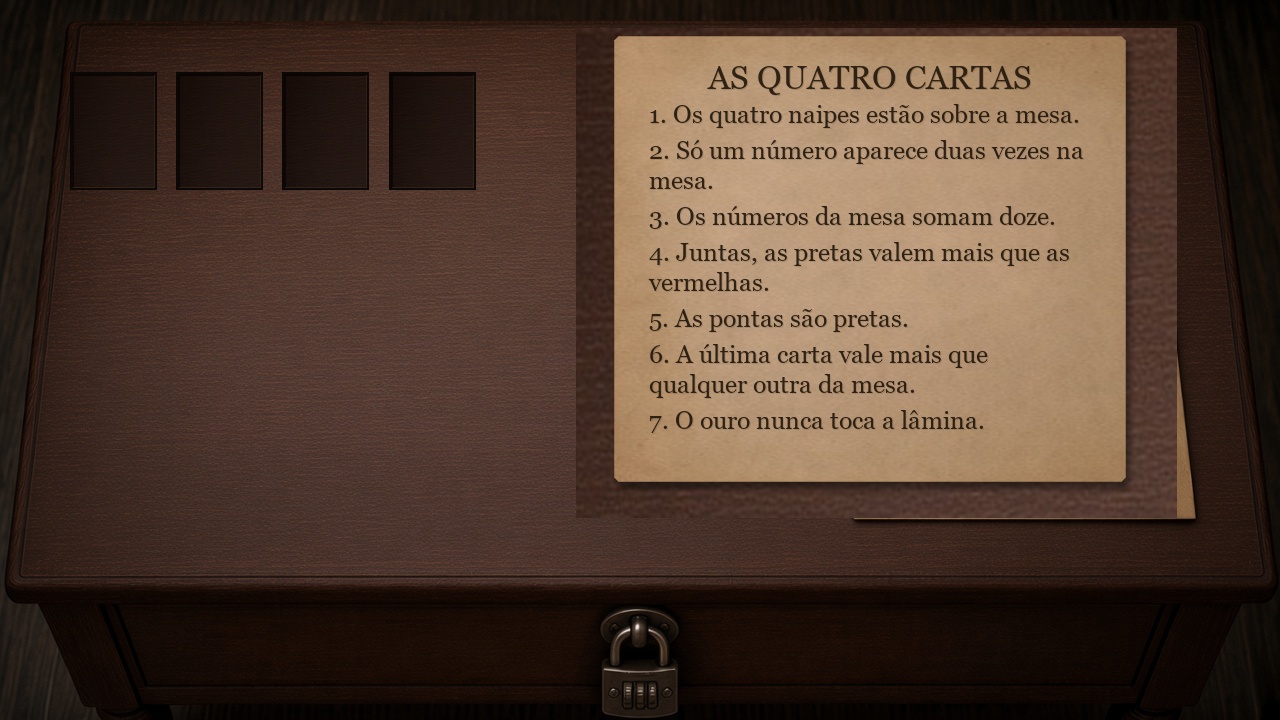 AS QUATRO CARTAS
1. Os quatro naipes estão sobre a mesa.
2. Só um número aparece duas vezes na
mesa.
3. Os números da mesa somam doze.
4. Juntas, as pretas valem mais que as
vermelhas.
5. As pontas são pretas.
6. A última carta vale mais que
qualquer outra da mesa.
7. O ouro nunca toca a lâmina.